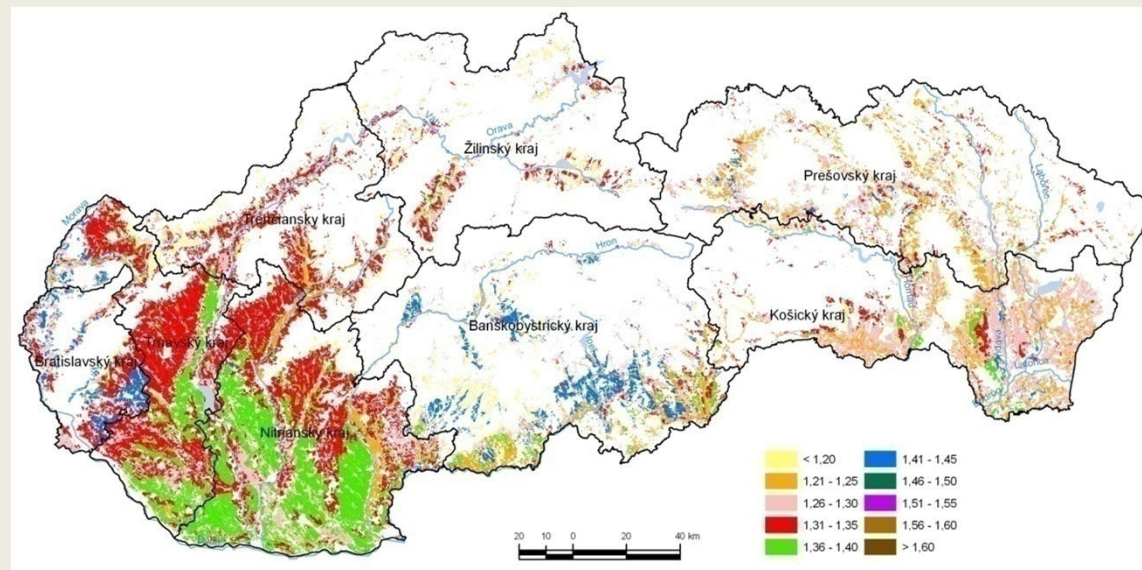 Orava
Žilinský kraj
Prešovský kraj
Laborec
Morava
Trenčiansky kraj
Hron
Banskobystrický kraj
Košický kraj
Trnavský kraj
Bratislavský kraj
Nitriansky kraj
< 1,20
1,21 - 1,25
1,26 - 1,30
1,31 - 1,35
1,36 - 1,40
1,41 - 1,45
1,46 - 1,50
1,51 - 1,55
1,56 - 1,60
> 1,60
20 10 0 20 40 km